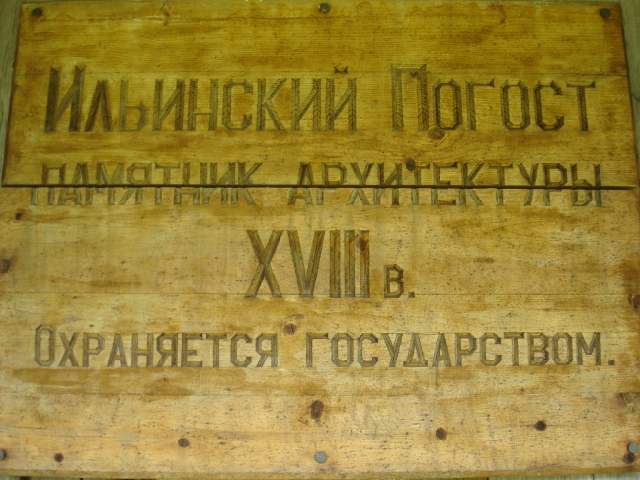 Ильинский Погост
памятник архитектуры
XVIII в.
Охраняется государством.